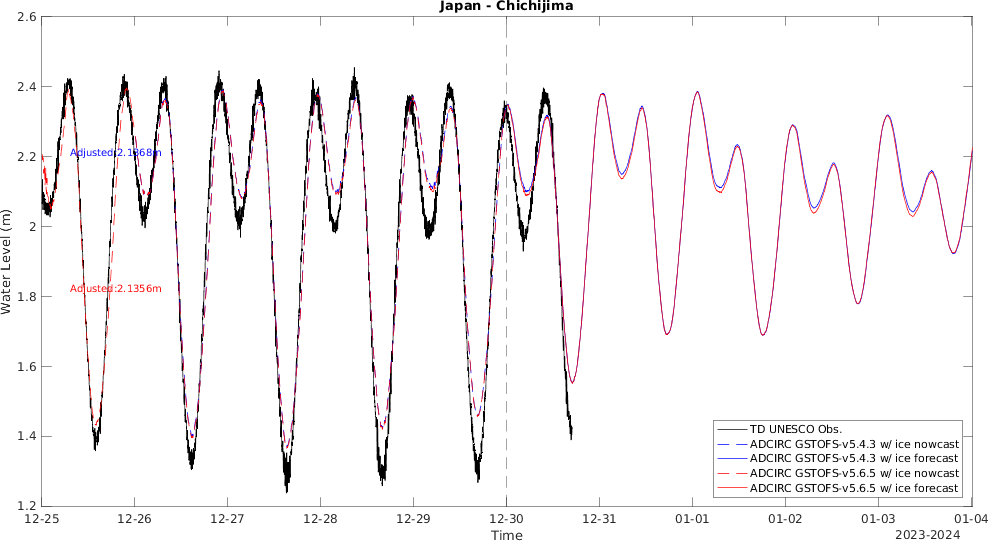 Japan - Chichijima
2.6
2.4
2.2
2
1.8
1.6
1.4
1.2
Water Level (m)
Adjusted:2.1368m
Adjusted:2.1356m
TD UNESCO Obs.
ADCIRC GSTOFS-v5.4.3 w/ ice nowcast
ADCIRC GSTOFS-v5.4.3 w/ ice forecast
ADCIRC GSTOFS-v5.6.5 w/ ice nowcast
ADCIRC GSTOFS-v5.6.5 w/ ice forecast
12-25 12-26 12-27 12-28 12-29 12-30 12-31 01-01 01-02 01-03 01-04
Time
2023-2024